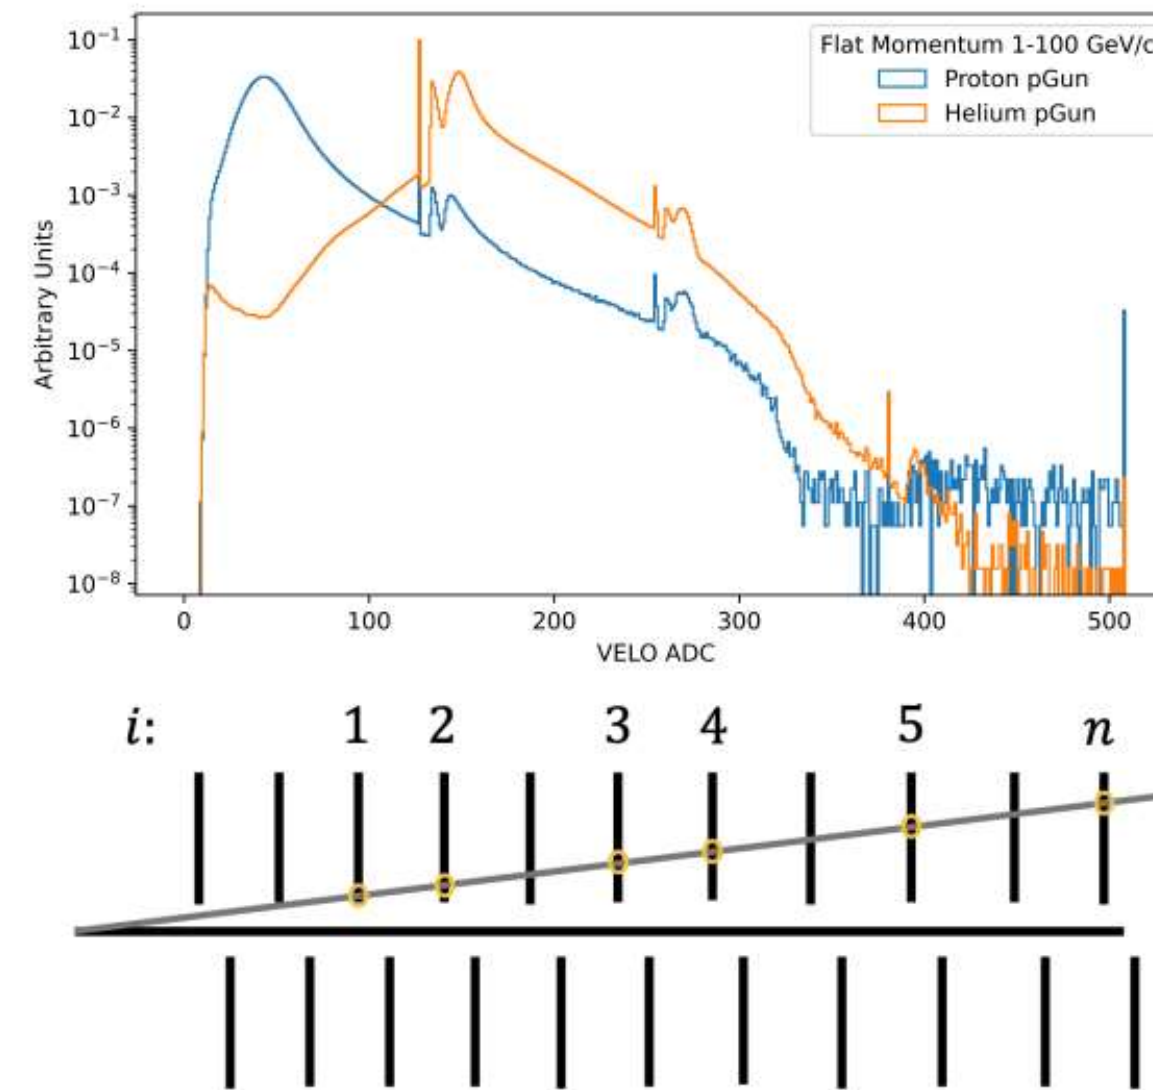 Flat Momentum 1-100 GeV/c
Proton pGun
Helium pGun
Arbitrary Units
10⁻¹
10⁻²
10⁻³
10⁻⁴
10⁻⁵
10⁻⁶
10⁻⁷
10⁻⁸
0 100 200 300 400 500
VELO ADC
i: 1 2 3 4 5 n